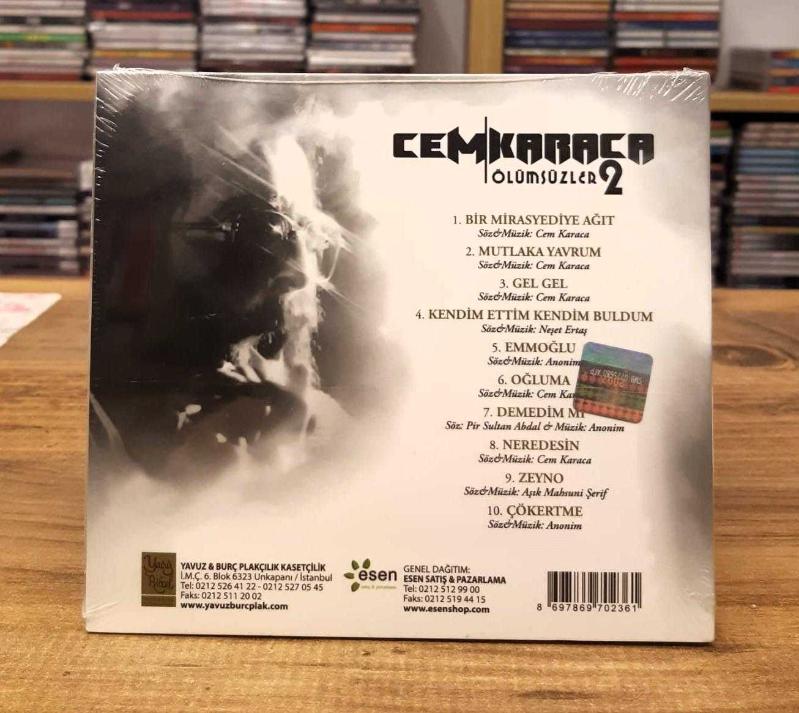 CEM KARACA
ÖLÜMSÜZLER 2
1. BİR MİRASYEDİYE AĞIT
Söz&Müzik: Cem Karaca
2. MUTLAKA YAVRUM
Söz&Müzik: Cem Karaca
3. GEL GEL
Söz&Müzik: Cem Karaca
4. KENDİM ETTİM KENDİM BULDUM
Söz&Müzik: Neşet Ertaş
5. EMMOĞLU
Söz&Müzik: Anonim
6. OĞLUMA
Söz&Müzik: Cem
7. DEMEDİM Mİ
Söz: Pir Sultan Abdal & Müzik: Anonim
8. NEREDESİN
Söz&Müzik: Cem Karaca
9. ZEYNO
Söz&Müzik: Aşık Mahsuni Şerif
10. ÇÖKERTME
Söz&Müzik: Anonim
YAVUZ & BURÇ PLAKÇILIK KASETÇİLİK
İ.M.Ç. 6. Blok 6323 Unkapanı / İstanbul
Tel: 0212 526 41 22 - 0212 527 05 45
Faks: 0212 511 20 02
www.yavuzburcplak.com
esen
GENEL DAĞITIM:
ESEN SATIŞ & PAZARLAMA
Tel: 0212 512 99 00
Faks: 0212 519 44 15
www.esenshop.com
8 697869 702361